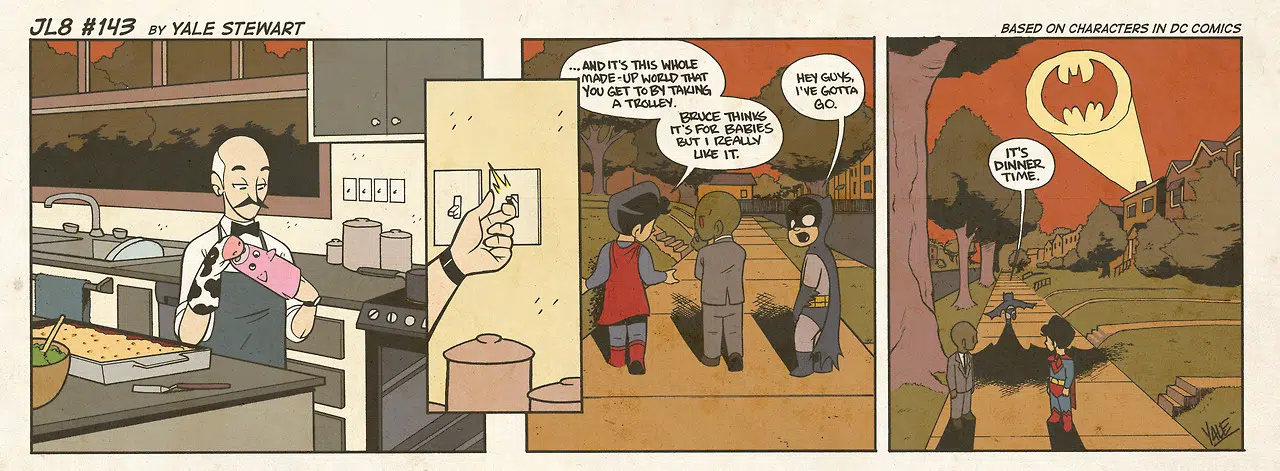 JL8 #143 BY YALE STEWART
BASED ON CHARACTERS IN DC COMICS
...AND IT'S THIS WHOLE
MADE-UP WORLD THAT
YOU GET TO BY TAKING
A TROLLEY.
BRUCE THINKS
IT'S FOR BABIES
BUT I REALLY
LIKE IT.
HEY GUYS,
I'VE GOTTA
GO.
IT'S
DINNER
TIME.
YALE